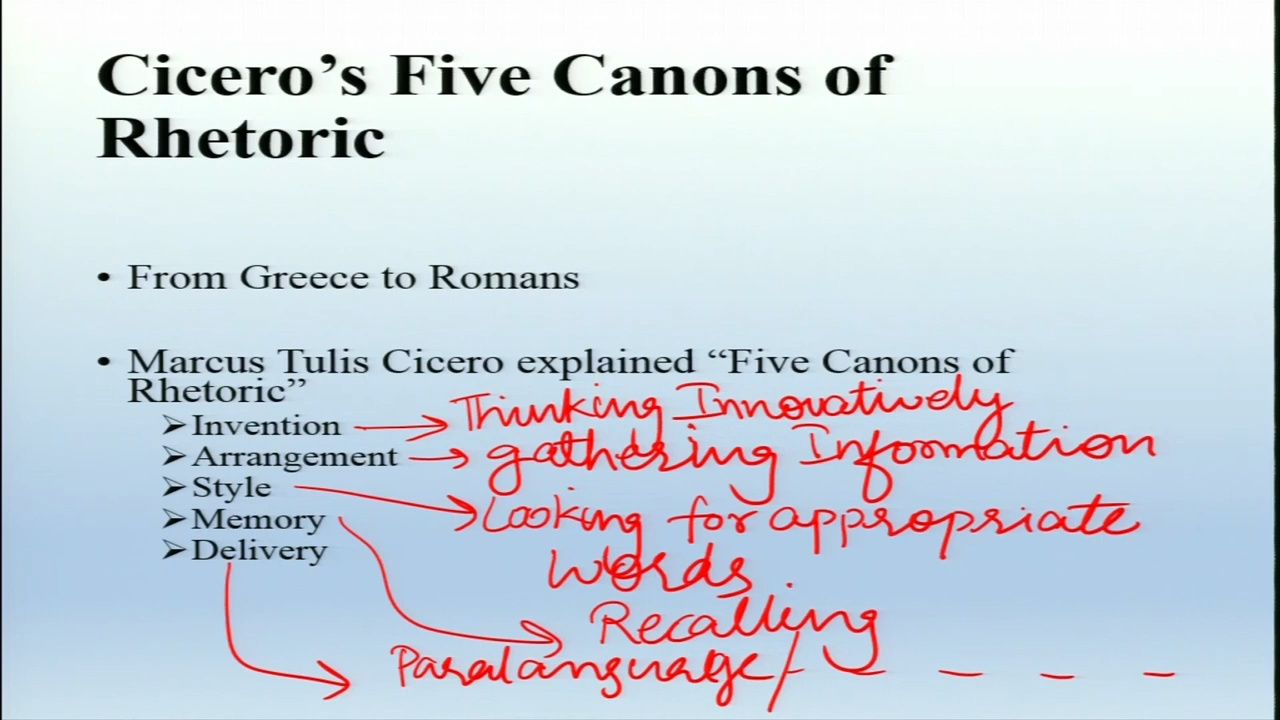 Cicero's Five Canons of
Rhetoric
• From Greece to Romans
• Marcus Tulis Cicero explained “Five Canons of
Rhetoric”
➢Invention → Thinking Innovatively
➢Arrangement → gathering Information
➢Style → Looking for appropriate
words
➢Memory → Recalling
➢Delivery → Paralanguage/ - - - -